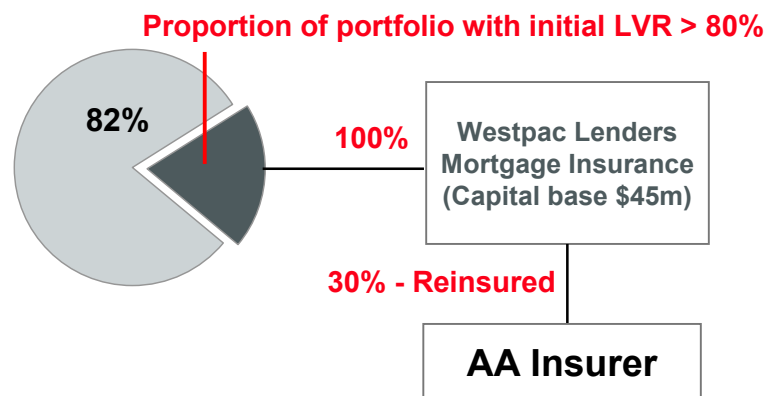 Proportion of portfolio with initial LVR > 80%
82%
100%
Westpac Lenders
Mortgage Insurance
(Capital base $45m)
30% - Reinsured
AA Insurer